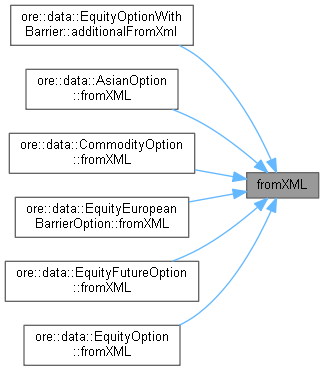 ore::data::EquityOptionWith
Barrier::additionalFromXml
ore::data::AsianOption
::fromXML
ore::data::CommodityOption
::fromXML
fromXML
ore::data::EquityEuropean
BarrierOption::fromXML
ore::data::EquityFutureOption
::fromXML
ore::data::EquityOption
::fromXML